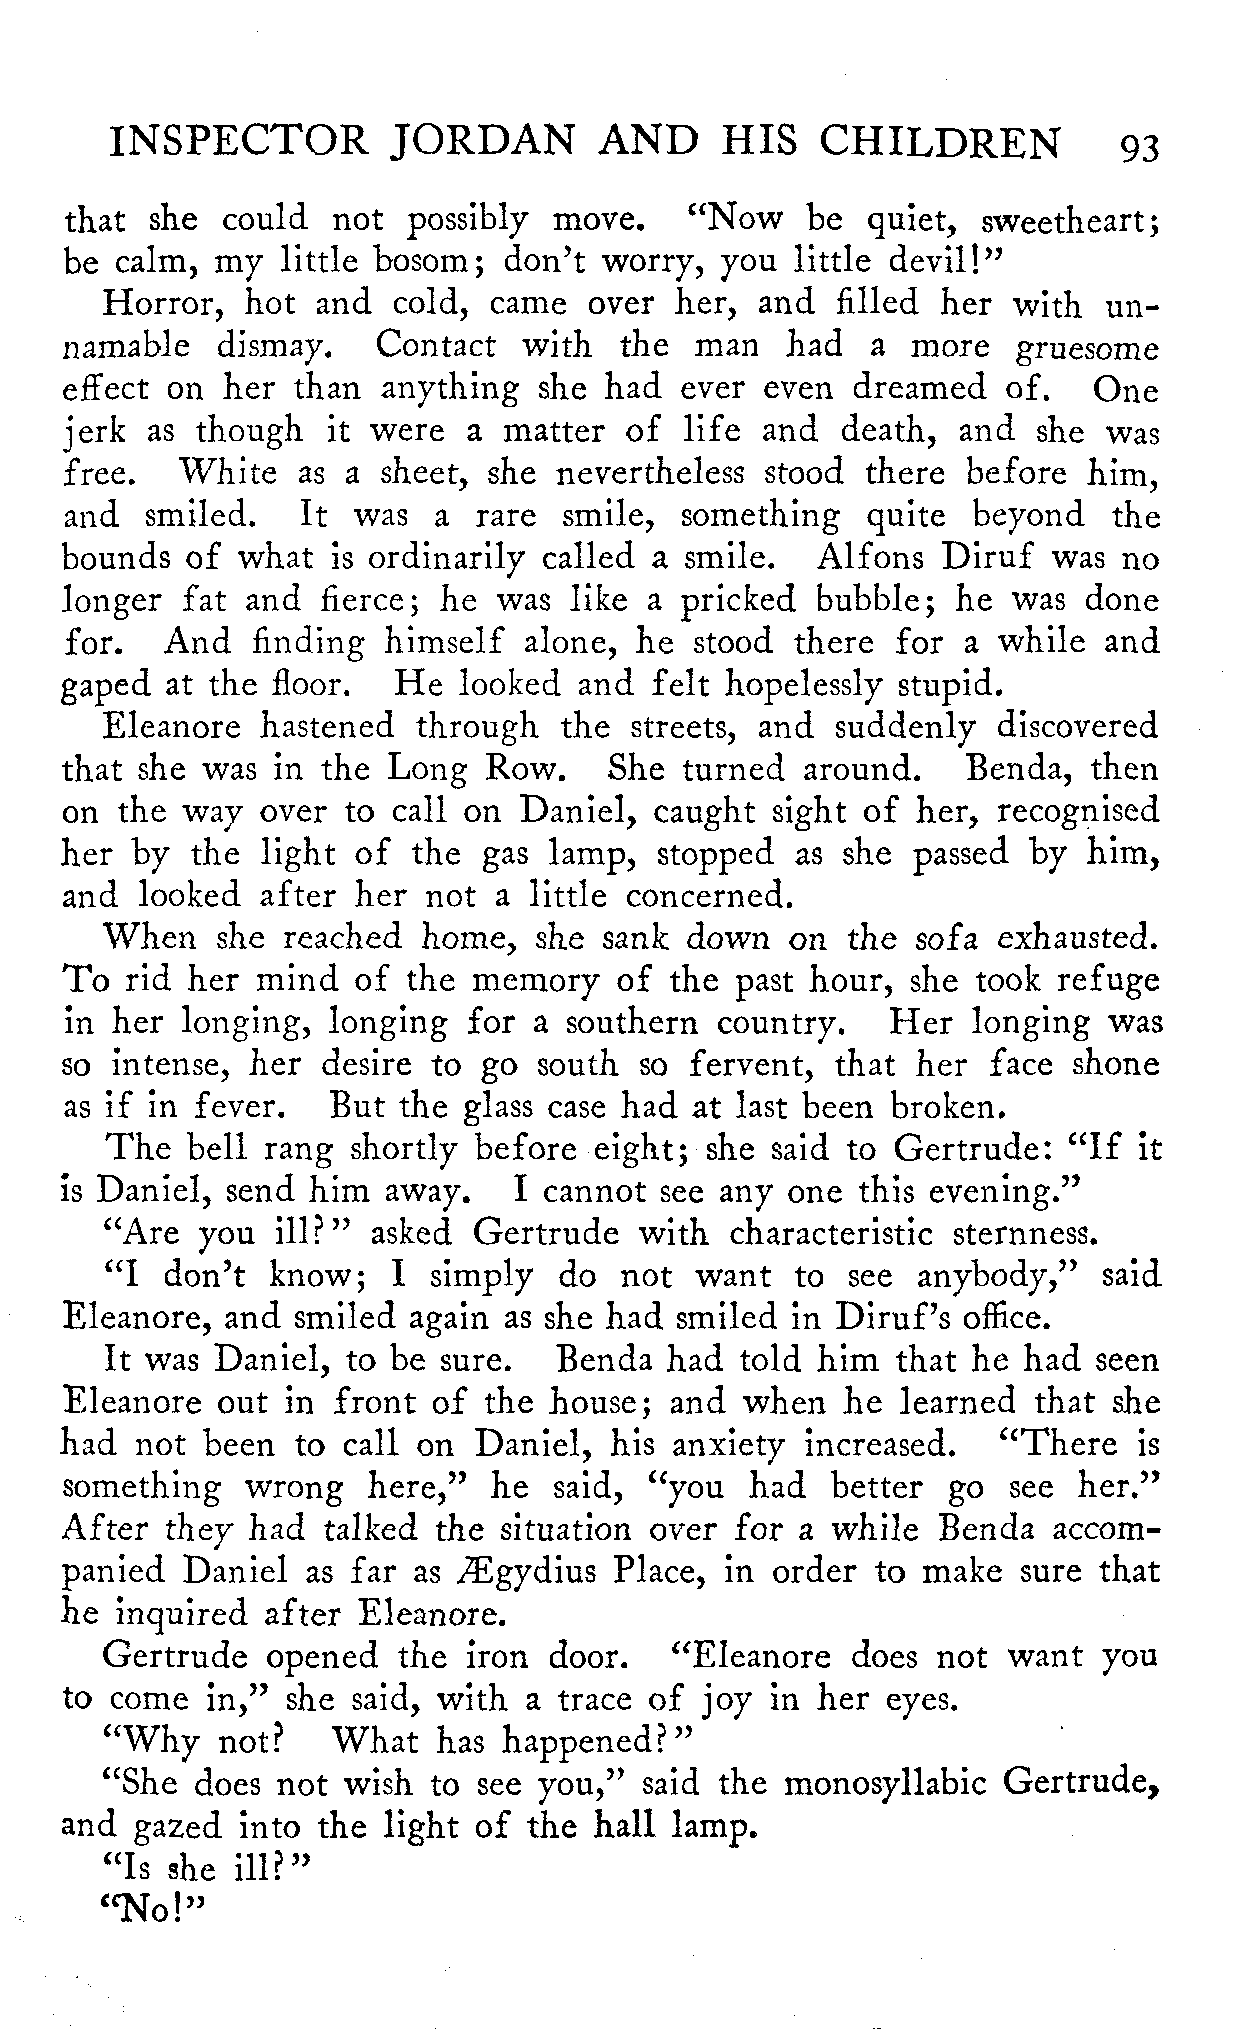 INSPECTOR JORDAN AND HIS CHILDREN 93
that she could not possibly move. “Now be quiet, sweetheart;
be calm, my little bosom; don’t worry, you little devil!”
Horror, hot and cold, came over her, and filled her with un-
namable dismay. Contact with the man had a more gruesome
effect on her than anything she had ever even dreamed of. One
jerk as though it were a matter of life and death, and she was
free. White as a sheet, she nevertheless stood there before him,
and smiled. It was a rare smile, something quite beyond the
bounds of what is ordinarily called a smile. Alfons Diruf was no
longer fat and fierce; he was like a pricked bubble; he was done
for. And finding himself alone, he stood there for a while and
gaped at the floor. He looked and felt hopelessly stupid.
Eleanore hastened through the streets, and suddenly discovered
that she was in the Long Row. She turned around. Benda, then
on the way over to call on Daniel, caught sight of her, recognised
her by the light of the gas lamp, stopped as she passed by him,
and looked after her not a little concerned.
When she reached home, she sank down on the sofa exhausted.
To rid her mind of the memory of the past hour, she took refuge
in her longing, longing for a southern country. Her longing was
so intense, her desire to go south so fervent, that her face shone
as if in fever. But the glass case had at last been broken.
The bell rang shortly before eight; she said to Gertrude: “If it
is Daniel, send him away. I cannot see any one this evening.”
“Are you ill?” asked Gertrude with characteristic sternness.
“I don’t know; I simply do not want to see anybody,” said
Eleanore, and smiled again as she had smiled in Diruf’s office.
It was Daniel, to be sure. Benda had told him that he had seen
Eleanore out in front of the house; and when he learned that she
had not been to call on Daniel, his anxiety increased. “There is
something wrong here,” he said, “you had better go see her.”
After they had talked the situation over for a while Benda accom-
panied Daniel as far as Ægydius Place, in order to make sure that
he inquired after Eleanore.
Gertrude opened the iron door. “Eleanore does not want you
to come in,” she said, with a trace of joy in her eyes.
“Why not? What has happened?”
“She does not wish to see you,” said the monosyllabic Gertrude,
and gazed into the light of the hall lamp.
“Is she ill?”
“No!”